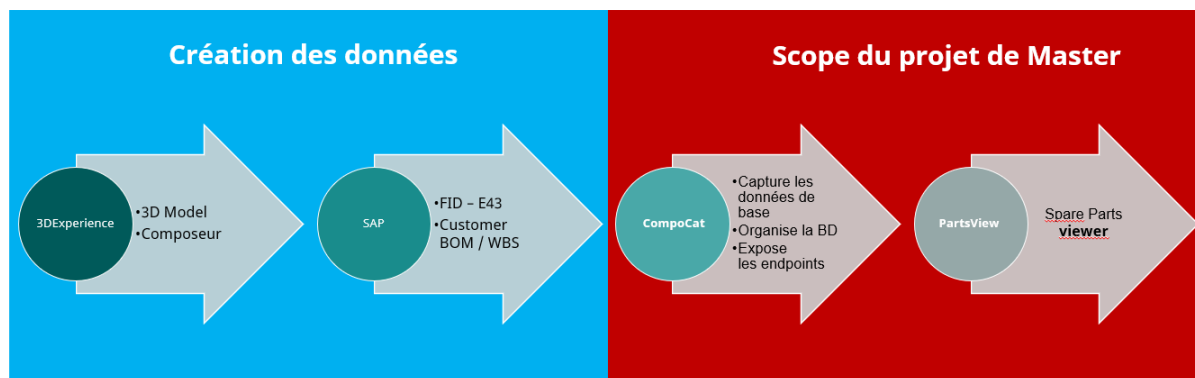 Création des données
Scope du projet de Master
3DExperience
•3D Model
•Composeur
SAP
•FID – E43
•Customer
BOM / WBS
CompoCat
•Capture les
données de
base
•Organise la BD
•Expose
les endpoints
PartsView
Spare Parts
viewer